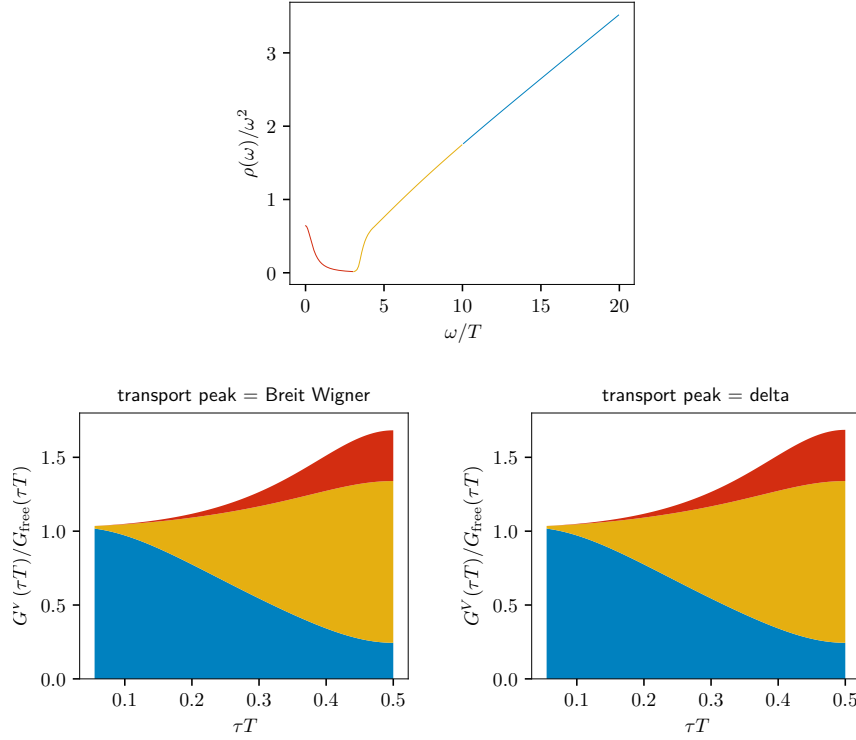 3
2
1
0
ρ(ω)/ω²
0 5 10 15 20
ω/T
transport peak = Breit Wigner
1.5
1.0
0.5
0.0
G^v(τT)/G_free(τT)
0.1 0.2 0.3 0.4 0.5
τT
transport peak = delta
1.5
1.0
0.5
0.0
G^V(τT)/G_free(τT)
0.1 0.2 0.3 0.4 0.5
τT